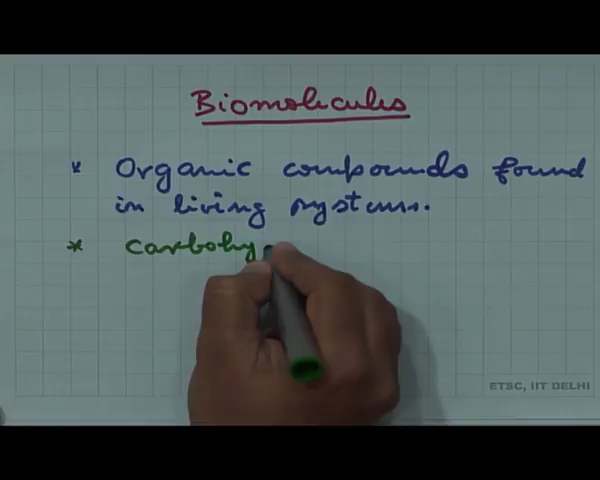 Biomolecules
* Organic compounds found
in living systems.
* Carbohy
ETSC, IIT DELHI